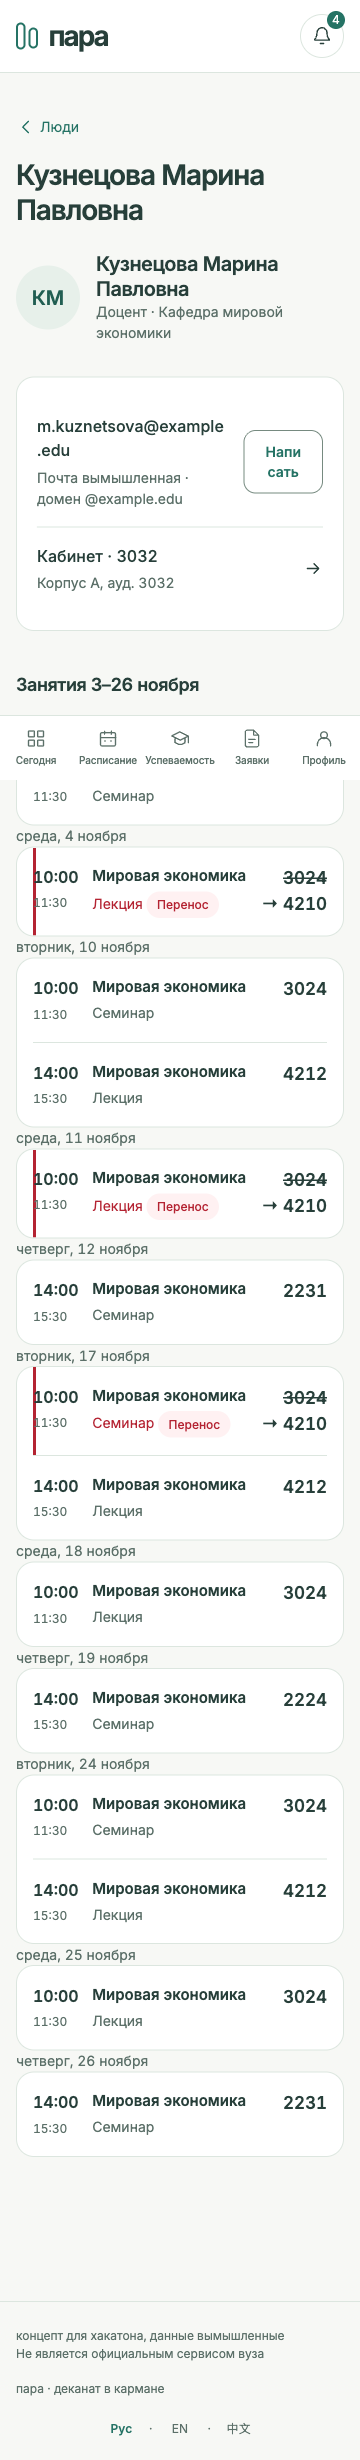 пара
4
Люди
Кузнецова Марина
Павловна
КМ
Кузнецова Марина
Павловна
Доцент · Кафедра мировой
экономики
m.kuznetsova@example
.edu
Почта вымышленная ·
домен @example.edu
Напи
сать
Кабинет · 3032
Корпус А, ауд. 3032
→
Занятия 3–26 ноября
Сегодня Расписание Успеваемость Заявки Профиль
11:30 Семинар
среда, 4 ноября
10:00 Мировая экономика 3024
11:30 Лекция Перенос → 4210
вторник, 10 ноября
10:00 Мировая экономика 3024
11:30 Семинар
14:00 Мировая экономика 4212
15:30 Лекция
среда, 11 ноября
10:00 Мировая экономика 3024
11:30 Лекция Перенос → 4210
четверг, 12 ноября
14:00 Мировая экономика 2231
15:30 Семинар
вторник, 17 ноября
10:00 Мировая экономика 3024
11:30 Семинар Перенос → 4210
14:00 Мировая экономика 4212
15:30 Лекция
среда, 18 ноября
10:00 Мировая экономика 3024
11:30 Лекция
четверг, 19 ноября
14:00 Мировая экономика 2224
15:30 Семинар
вторник, 24 ноября
10:00 Мировая экономика 3024
11:30 Семинар
14:00 Мировая экономика 4212
15:30 Лекция
среда, 25 ноября
10:00 Мировая экономика 3024
11:30 Лекция
четверг, 26 ноября
14:00 Мировая экономика 2231
15:30 Семинар
концепт для хакатона, данные вымышленные
Не является официальным сервисом вуза
пара · деканат в кармане
Рус · EN · 中文